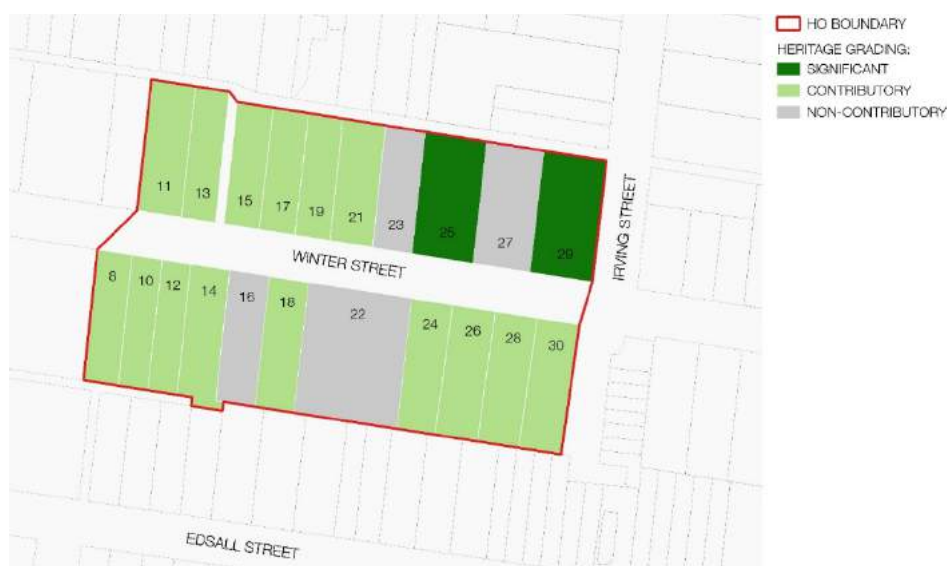 HO BOUNDARY
HERITAGE GRADING:
SIGNIFICANT
CONTRIBUTORY
NON-CONTRIBUTORY
11 13 15 17 19 21 23 25 27 29
IRVING STREET
WINTER STREET
8 10 12 14 16 18 22 24 26 28 30
EDSALL STREET